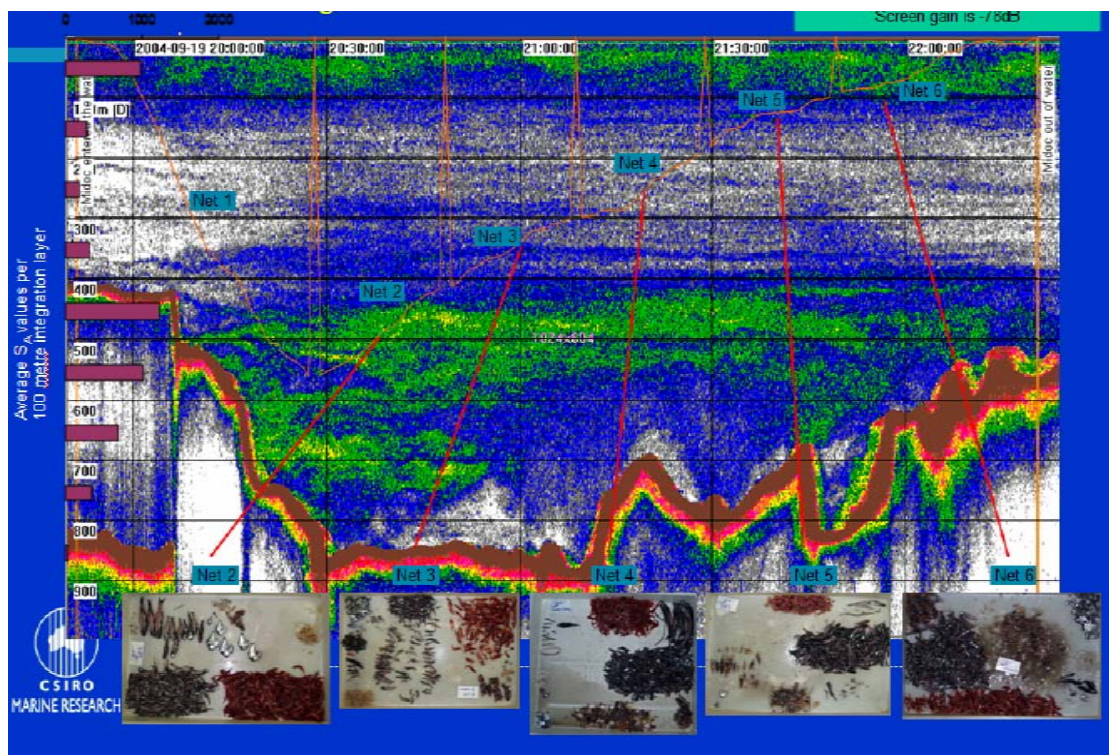 0 1000 2000
Screen gain is -78dB
2004-09-19 20:00:00 20:30:00 21:00:00 21:30:00 22:00:00
Midoc out of water
Net 5
Net 6
Net 4
Net 1
Net 3
Net 2
300
400
500
600
700
800
900
Average S_A values per
100 metre integration layer
1024x604
Net 2 Net 3 Net 4 Net 5 Net 6
CSIRO
MARINE RESEARCH